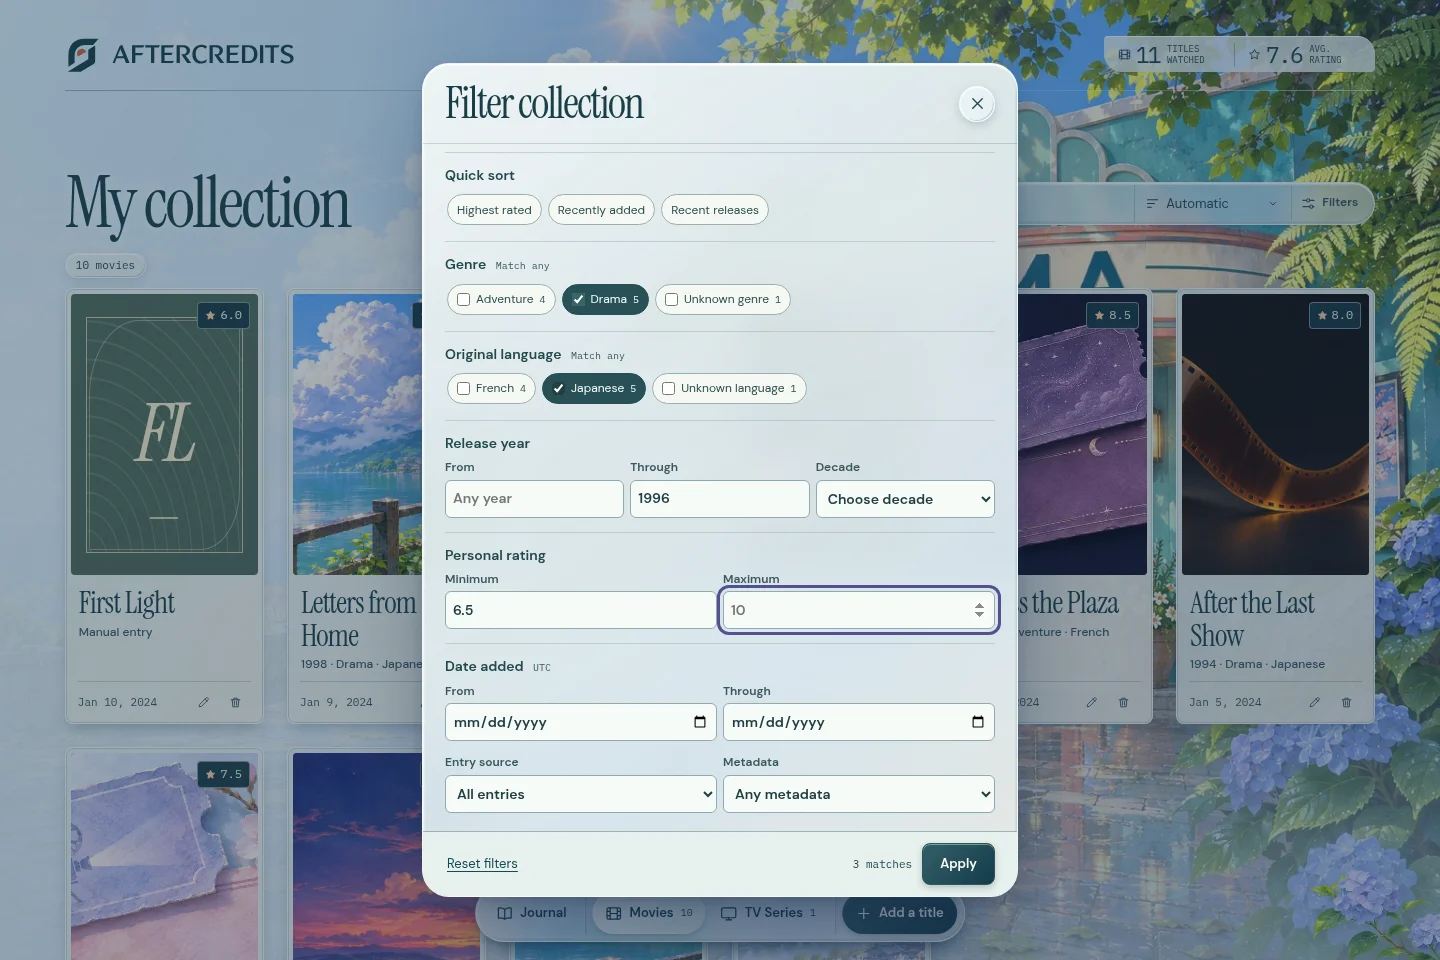 AFTERCREDITS
11 TITLES WATCHED
7.6 AVG. RATING
My collection
10 movies
Automatic
Filters
Filter collection
Quick sort
Highest rated
Recently added
Recent releases
Genre Match any
Adventure 4
Drama 5
Unknown genre 1
Original language Match any
French 4
Japanese 5
Unknown language 1
Release year
From
Through
Decade
Any year
1996
Choose decade
Personal rating
Minimum
Maximum
6.5
10
Date added UTC
From
Through
mm/dd/yyyy
mm/dd/yyyy
Entry source
Metadata
All entries
Any metadata
Reset filters
3 matches
Apply
6.0
FL
First Light
Manual entry
Jan 10, 2024
Letters from
Home
1998 · Drama · Japane
Jan 9, 2024
8.5
s the Plaza
venture · French
024
8.0
After the Last
Show
1994 · Drama · Japanese
Jan 5, 2024
7.5
Journal
Movies 10
TV Series 1
Add a title